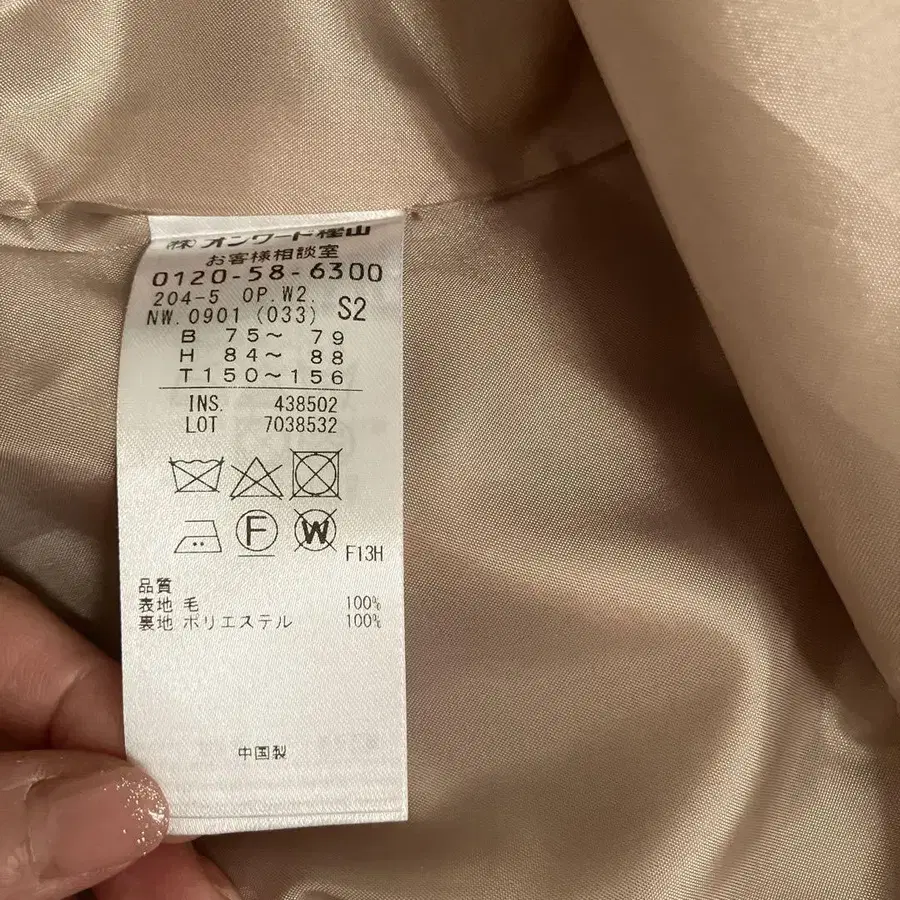 ㈱オンワード樫山
お客様相談室
0120-58-6300
204-5 OP.W2.
NW.0901 (033) S2
B 75～ 79
H 84～ 88
T150～156
INS. 438502
LOT 7038532
F
W
F13H
品質
表地 毛 100%
裏地 ポリエステル 100%
中国製